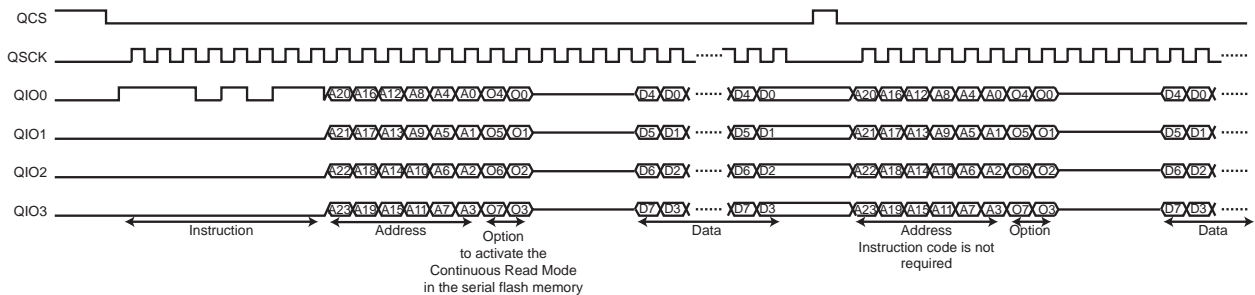 QCS
QSCK
QIO0 A20 A16 A12 A8 A4 A0 O4 O0 D4 D0 D4 D0 A20 A16 A12 A8 A4 A0 O4 O0 D4 D0
QIO1 A21 A17 A13 A9 A5 A1 O5 O1 D5 D1 D5 D1 A21 A17 A13 A9 A5 A1 O5 O1 D5 D1
QIO2 A22 A18 A14 A10 A6 A2 O6 O2 D6 D2 D6 D2 A22 A18 A14 A10 A6 A2 O6 O2 D6 D2
QIO3 A23 A19 A15 A11 A7 A3 O7 O3 D7 D3 D7 D3 A23 A19 A15 A11 A7 A3 O7 O3 D7 D3
Instruction
Address
Option
to activate the
Continuous Read Mode
in the serial flash memory
Data
Address
Instruction code is not
required
Option
Data